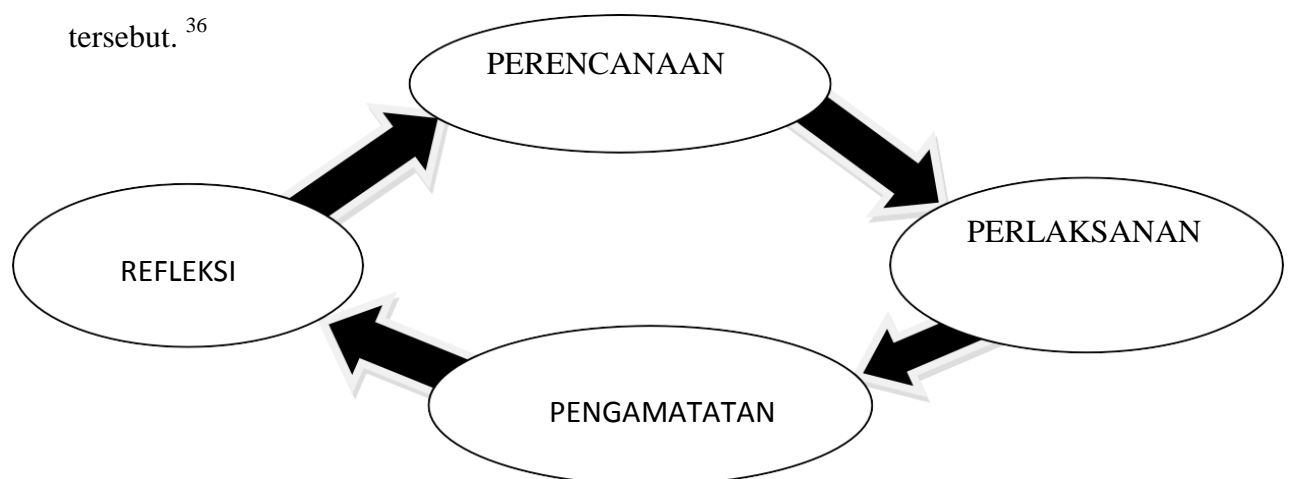 tersebut. 36
PERENCANAAN
PERLAKSANAN
REFLEKSI
PENGAMATATAN